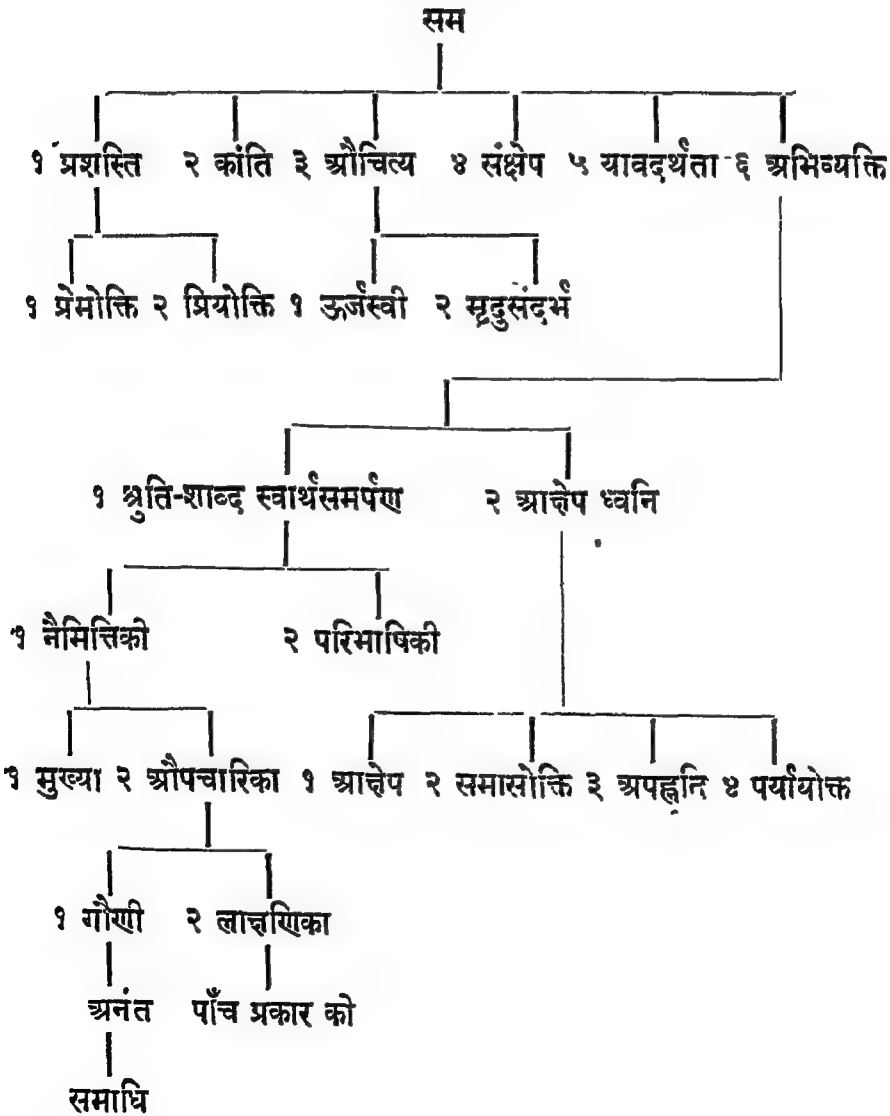 सम
१ प्रशस्ति २ कांति ३ औचित्य ४ संक्षेप ५ यावदर्थता ६ अभिव्यक्ति
१ प्रेमोक्ति २ प्रियोक्ति १ ऊर्जस्वी २ मृदुसंदर्भ
१ श्रुति-शाब्द स्वार्थसमर्पण २ आक्षेप ध्वनि
१ नैमित्तिकी २ परिभाषिकी
१ मुख्या २ औपचारिका १ आक्षेप २ समासोक्ति ३ अपह्नुति ४ पर्यायोक्त
१ गौणी २ लाक्षणिका
अनंत पाँच प्रकार को
समाधि